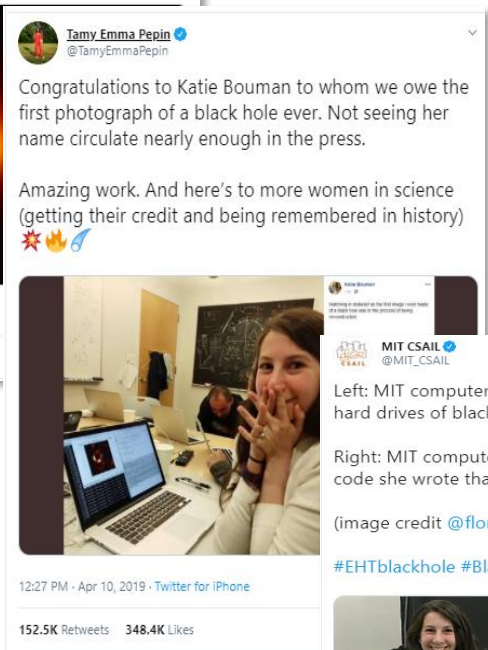 Tamy Emma Pepin
@TamyEmmaPepin
Congratulations to Katie Bouman to whom we owe the
first photograph of a black hole ever. Not seeing her
name circulate nearly enough in the press.
Amazing work. And here's to more women in science
(getting their credit and being remembered in history)
💥🔥☄️
Katie Bouman
Watching in disbelief as the first image I ever made
of a black hole was in the process of being
reconstructed.
MIT CSAIL
@MIT_CSAIL
CSAIL
Left: MIT computer
hard drives of blac
Right: MIT compute
code she wrote tha
(image credit @flo
#EHTblackhole #Bl
12:27 PM · Apr 10, 2019 · Twitter for iPhone
152.5K Retweets 348.4K Likes